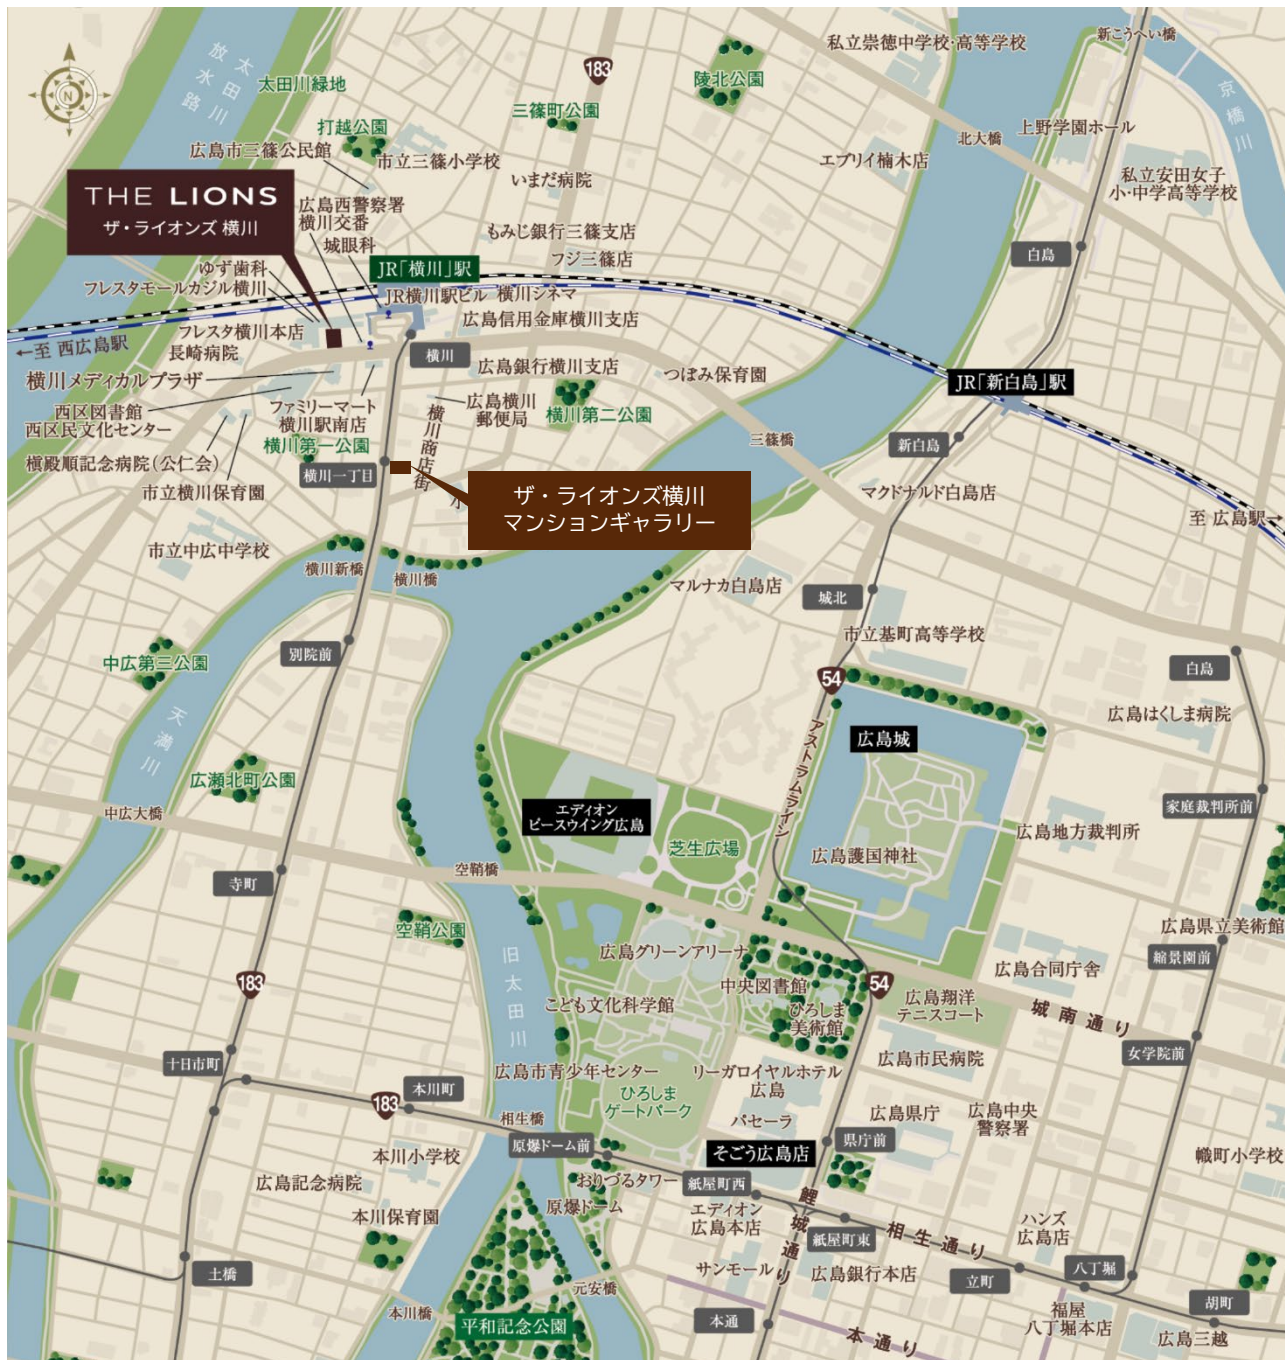 私立崇徳中学校・高等学校
新こうへい橋
183
放水路
太田川
太田川緑地
陵北公園
三篠町公園
京橋川
打越公園
上野学園ホール
北大橋
広島市三篠公民館
市立三篠小学校
エブリイ楠木店
いまだ病院
私立安田女子
小・中学高等学校
THE LIONS
ザ・ライオンズ 横川
広島西警察署
横川交番
城眼科
もみじ銀行三篠支店
フジ三篠店
白島
ゆず歯科
JR「横川」駅
フレスタモールカジル横川
JR横川駅ビル
横川シネマ
広島信用金庫横川支店
フレスタ横川本店
←至 西広島駅
長崎病院
横川
広島銀行横川支店
つぼみ保育園
横川メディカルプラザ
JR「新白島」駅
西区図書館
西区民文化センター
ファミリーマート
横川駅南店
広島横川
郵便局
横川第二公園
横川商店街
横川第一公園
三篠橋
新白島
槇殿順記念病院(公仁会)
横川一丁目
市立横川保育園
ザ・ライオンズ横川
マンションギャラリー
マクドナルド白島店
至 広島駅→
市立中広中学校
横川新橋
横川橋
マルナカ白島店
城北
市立基町高等学校
別院前
中広第三公園
54
白島
天満川
広島はくしま病院
アストラムライン
広島城
広瀬北町公園
中広大橋
エディオン
ピースウイング広島
家庭裁判所前
広島地方裁判所
芝生広場
広島護国神社
空鞘橋
寺町
空鞘公園
広島県立美術館
旧太田川
広島グリーンアリーナ
縮景園前
広島合同庁舎
183
中央図書館
54
こども文化科学館
ひろしま
美術館
広島翔洋
テニスコート
城南通り
女学院前
十日市町
広島市青少年センター
リーガロイヤルホテル
広島
広島市民病院
本川町
183
ひろしま
ゲートパーク
相生橋
パセーラ
広島県庁
広島中央
警察署
原爆ドーム前
県庁前
そごう広島店
本川小学校
幟町小学校
広島記念病院
おりづるタワー
紙屋町西
原爆ドーム
本川保育園
エディオン
広島本店
鯉城通り
紙屋町東
相生通り
ハンズ
広島店
土橋
サンモール
広島銀行本店
立町
八丁堀
元安橋
本川橋
平和記念公園
本通
本通り
福屋
八丁堀本店
胡町
広島三越
N